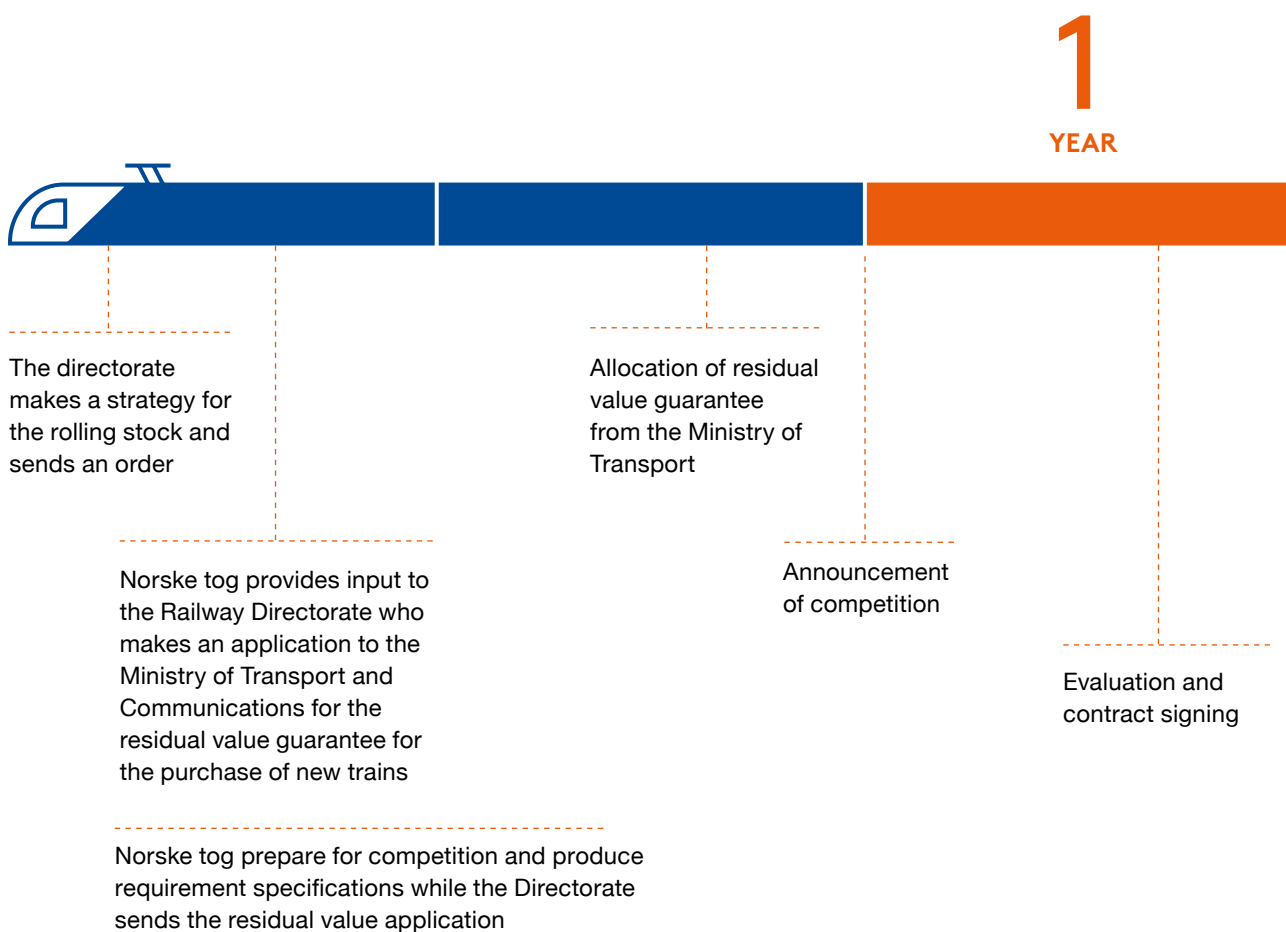 1
YEAR
The directorate
makes a strategy for
the rolling stock and
sends an order
Allocation of residual
value guarantee
from the Ministry of
Transport
Norske tog provides input to
the Railway Directorate who
makes an application to the
Ministry of Transport and
Communications for the
residual value guarantee for
the purchase of new trains
Announcement
of competition
Evaluation and
contract signing
Norske tog prepare for competition and produce
requirement specifications while the Directorate
sends the residual value application